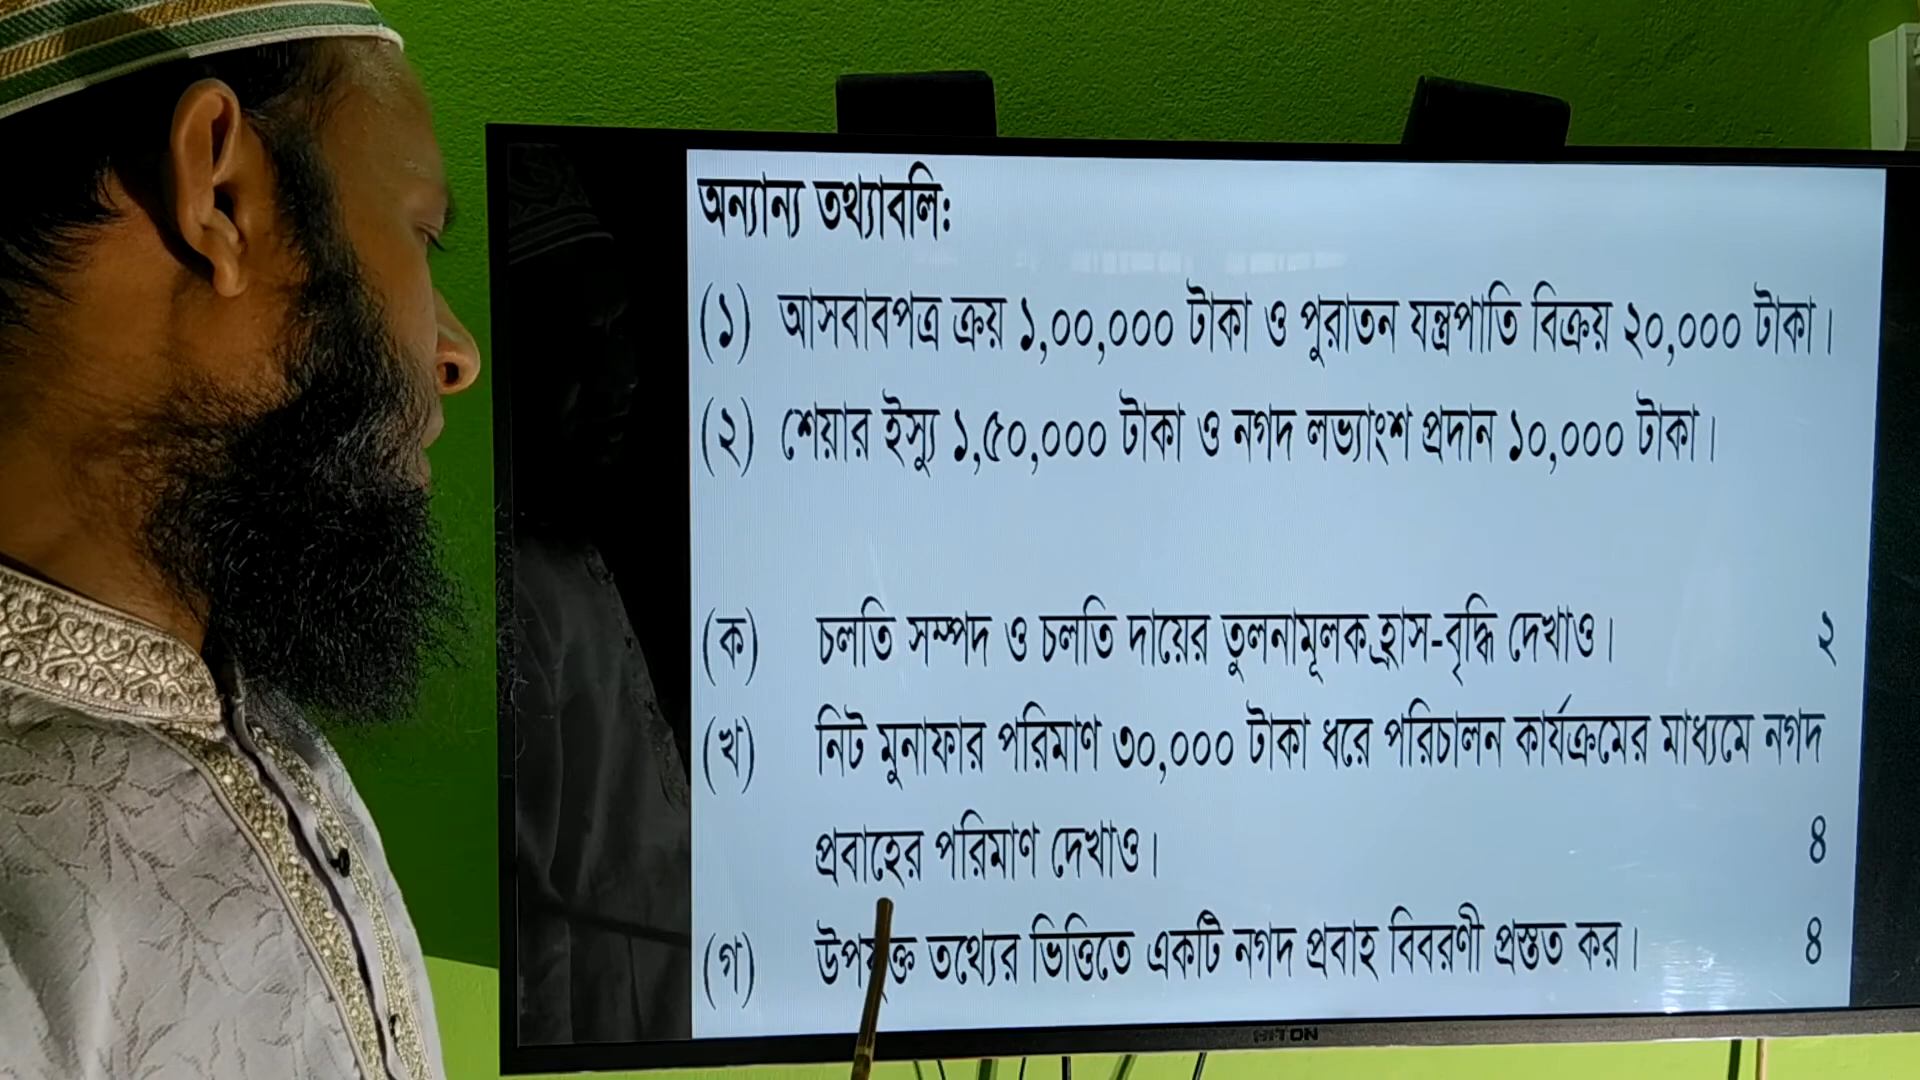 অন্যান্য তথ্যাবলি:
(১) আসবাবপত্র ক্রয় ১,০০,০০০ টাকা ও পুরাতন যন্ত্রপাতি বিক্রয় ২০,০০০ টাকা।
(২) শেয়ার ইস্যু ১,৫০,০০০ টাকা ও নগদ লভ্যাংশ প্রদান ১০,০০০ টাকা।
(ক) চলতি সম্পদ ও চলতি দায়ের তুলনামূলক হ্রাস-বৃদ্ধি দেখাও। ২
(খ) নিট মুনাফার পরিমাণ ৩০,০০০ টাকা ধরে পরিচালন কার্যক্রমের মাধ্যমে নগদ
প্রবাহের পরিমাণ দেখাও। ৪
(গ) উপর্যুক্ত তথ্যের ভিত্তিতে একটি নগদ প্রবাহ বিবরণী প্রস্তুত কর। ৪
HITON